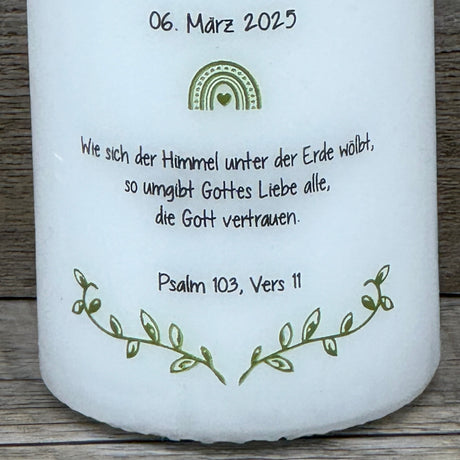 06. März 2025
Wie sich der Himmel unter der Erde wölbt,
so umgibt Gottes Liebe alle,
die Gott vertrauen.
Psalm 103, Vers 11